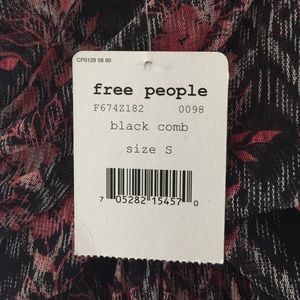 CP0129 58 60
free people
F674Z182 0098
black comb
size S
7 05282 15457 0